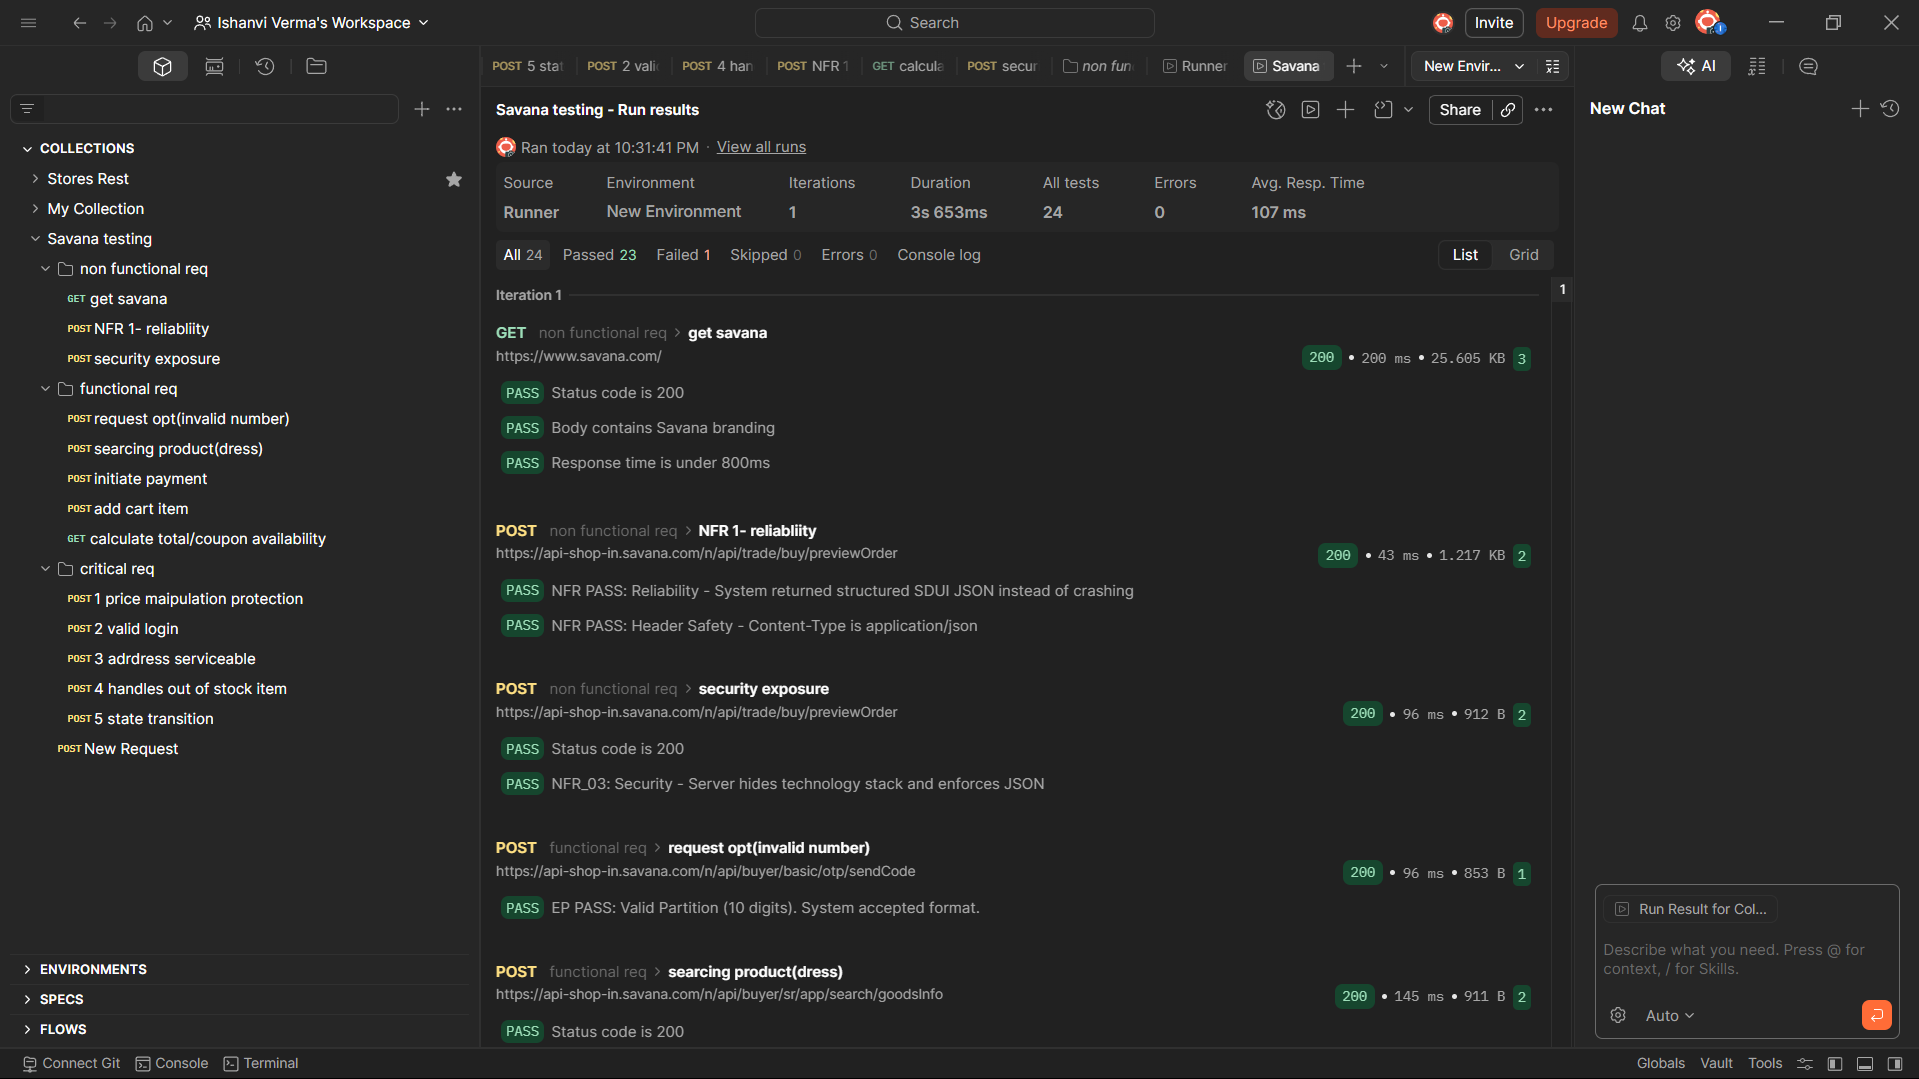 Ishanvi Verma's Workspace
Search
Invite
Upgrade
POST 5 stat
POST 2 vali
POST 4 han
POST NFR 1
GET calcula
POST secur
non fun
Runner
Savana
New Envir...
AI
Savana testing - Run results
Share
New Chat
Ran today at 10:31:41 PM · View all runs
COLLECTIONS
Stores Rest
My Collection
Savana testing
non functional req
GET get savana
POST NFR 1- reabliity
POST security exposure
functional req
POST request opt(invalid number)
POST searcing product(dress)
POST initiate payment
POST add cart item
GET calculate total/coupon availability
critical req
POST 1 price maipulation protection
POST 2 valid login
POST 3 adrdress serviceable
POST 4 handles out of stock item
POST 5 state transition
POST New Request
ENVIRONMENTS
SPECS
FLOWS
Source Environment Iterations Duration All tests Errors Avg. Resp. Time
Runner New Environment 1 3s 653ms 24 0 107 ms
All 24 Passed 23 Failed 1 Skipped 0 Errors 0 Console log
List Grid
Iteration 1
1
GET non functional req > get savana
https://www.savana.com/
200 • 200 ms • 25.605 KB 3
PASS Status code is 200
PASS Body contains Savana branding
PASS Response time is under 800ms
POST non functional req > NFR 1- reliabliity
https://api-shop-in.savana.com/n/api/trade/buy/previewOrder
200 • 43 ms • 1.217 KB 2
PASS NFR PASS: Reliability - System returned structured SDUI JSON instead of crashing
PASS NFR PASS: Header Safety - Content-Type is application/json
POST non functional req > security exposure
https://api-shop-in.savana.com/n/api/trade/buy/previewOrder
200 • 96 ms • 912 B 2
PASS Status code is 200
PASS NFR_03: Security - Server hides technology stack and enforces JSON
POST functional req > request opt(invalid number)
https://api-shop-in.savana.com/n/api/buyer/basic/otp/sendCode
200 • 96 ms • 853 B 1
PASS EP PASS: Valid Partition (10 digits). System accepted format.
POST functional req > searcing product(dress)
https://api-shop-in.savana.com/n/api/buyer/sr/app/search/goodsInfo
200 • 145 ms • 911 B 2
PASS Status code is 200
Run Result for Col...
Describe what you need. Press @ for
context, / for Skills.
Auto
Connect Git Console Terminal
Globals Vault Tools